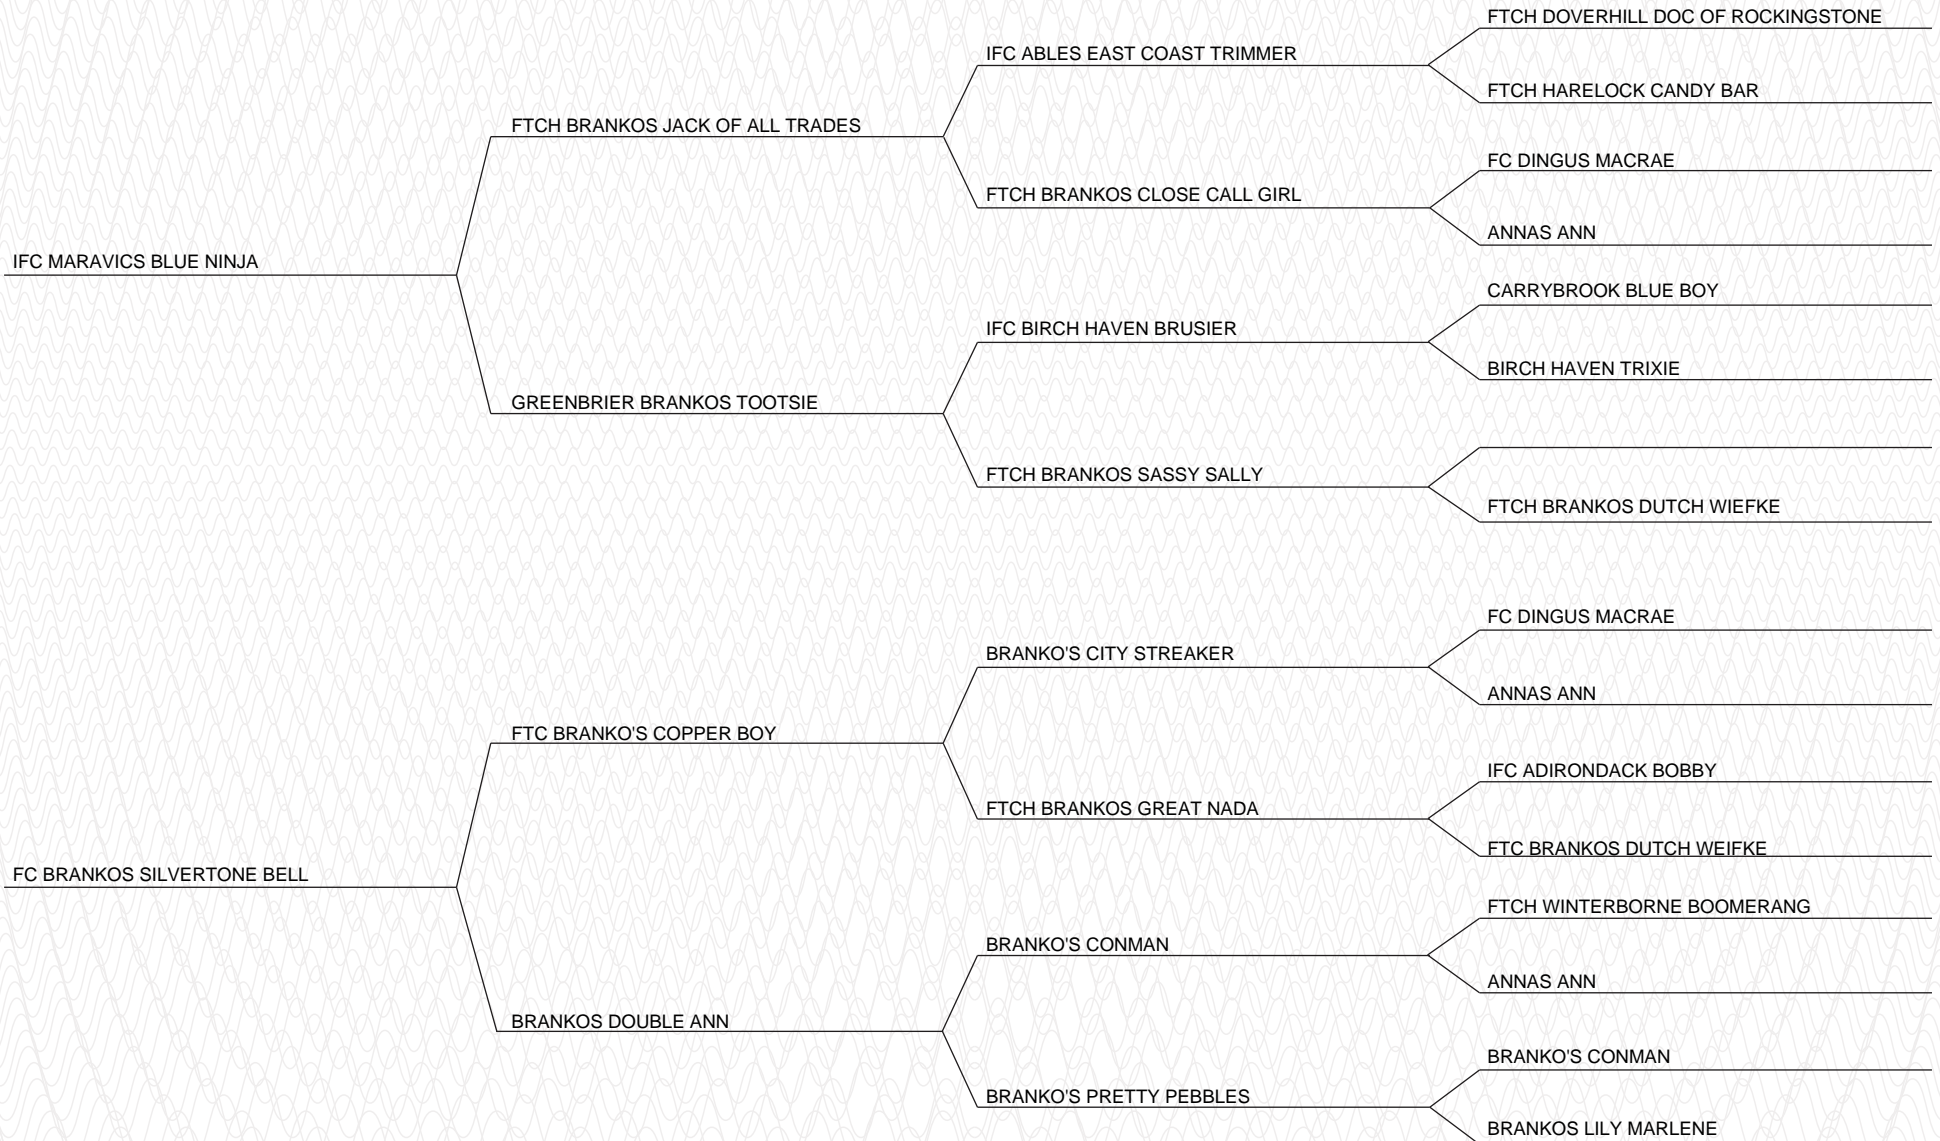 FTCH DOVERHILL DOC OF ROCKINGSTONE
IFC ABLES EAST COAST TRIMMER
FTCH HARELOCK CANDY BAR
FTCH BRANKOS JACK OF ALL TRADES
FC DINGUS MACRAE
FTCH BRANKOS CLOSE CALL GIRL
ANNAS ANN
IFC MARAVICS BLUE NINJA
CARRYBROOK BLUE BOY
IFC BIRCH HAVEN BRUSIER
BIRCH HAVEN TRIXIE
GREENBRIER BRANKOS TOOTSIE
FTCH BRANKOS SASSY SALLY
FTCH BRANKOS DUTCH WIEFKE
FC DINGUS MACRAE
BRANKO'S CITY STREAKER
ANNAS ANN
FTC BRANKO'S COPPER BOY
IFC ADIRONDACK BOBBY
FTCH BRANKOS GREAT NADA
FTC BRANKOS DUTCH WEIFKE
FC BRANKOS SILVERTONE BELL
FTCH WINTERBORNE BOOMERANG
BRANKO'S CONMAN
ANNAS ANN
BRANKOS DOUBLE ANN
BRANKO'S CONMAN
BRANKO'S PRETTY PEBBLES
BRANKOS LILY MARLENE